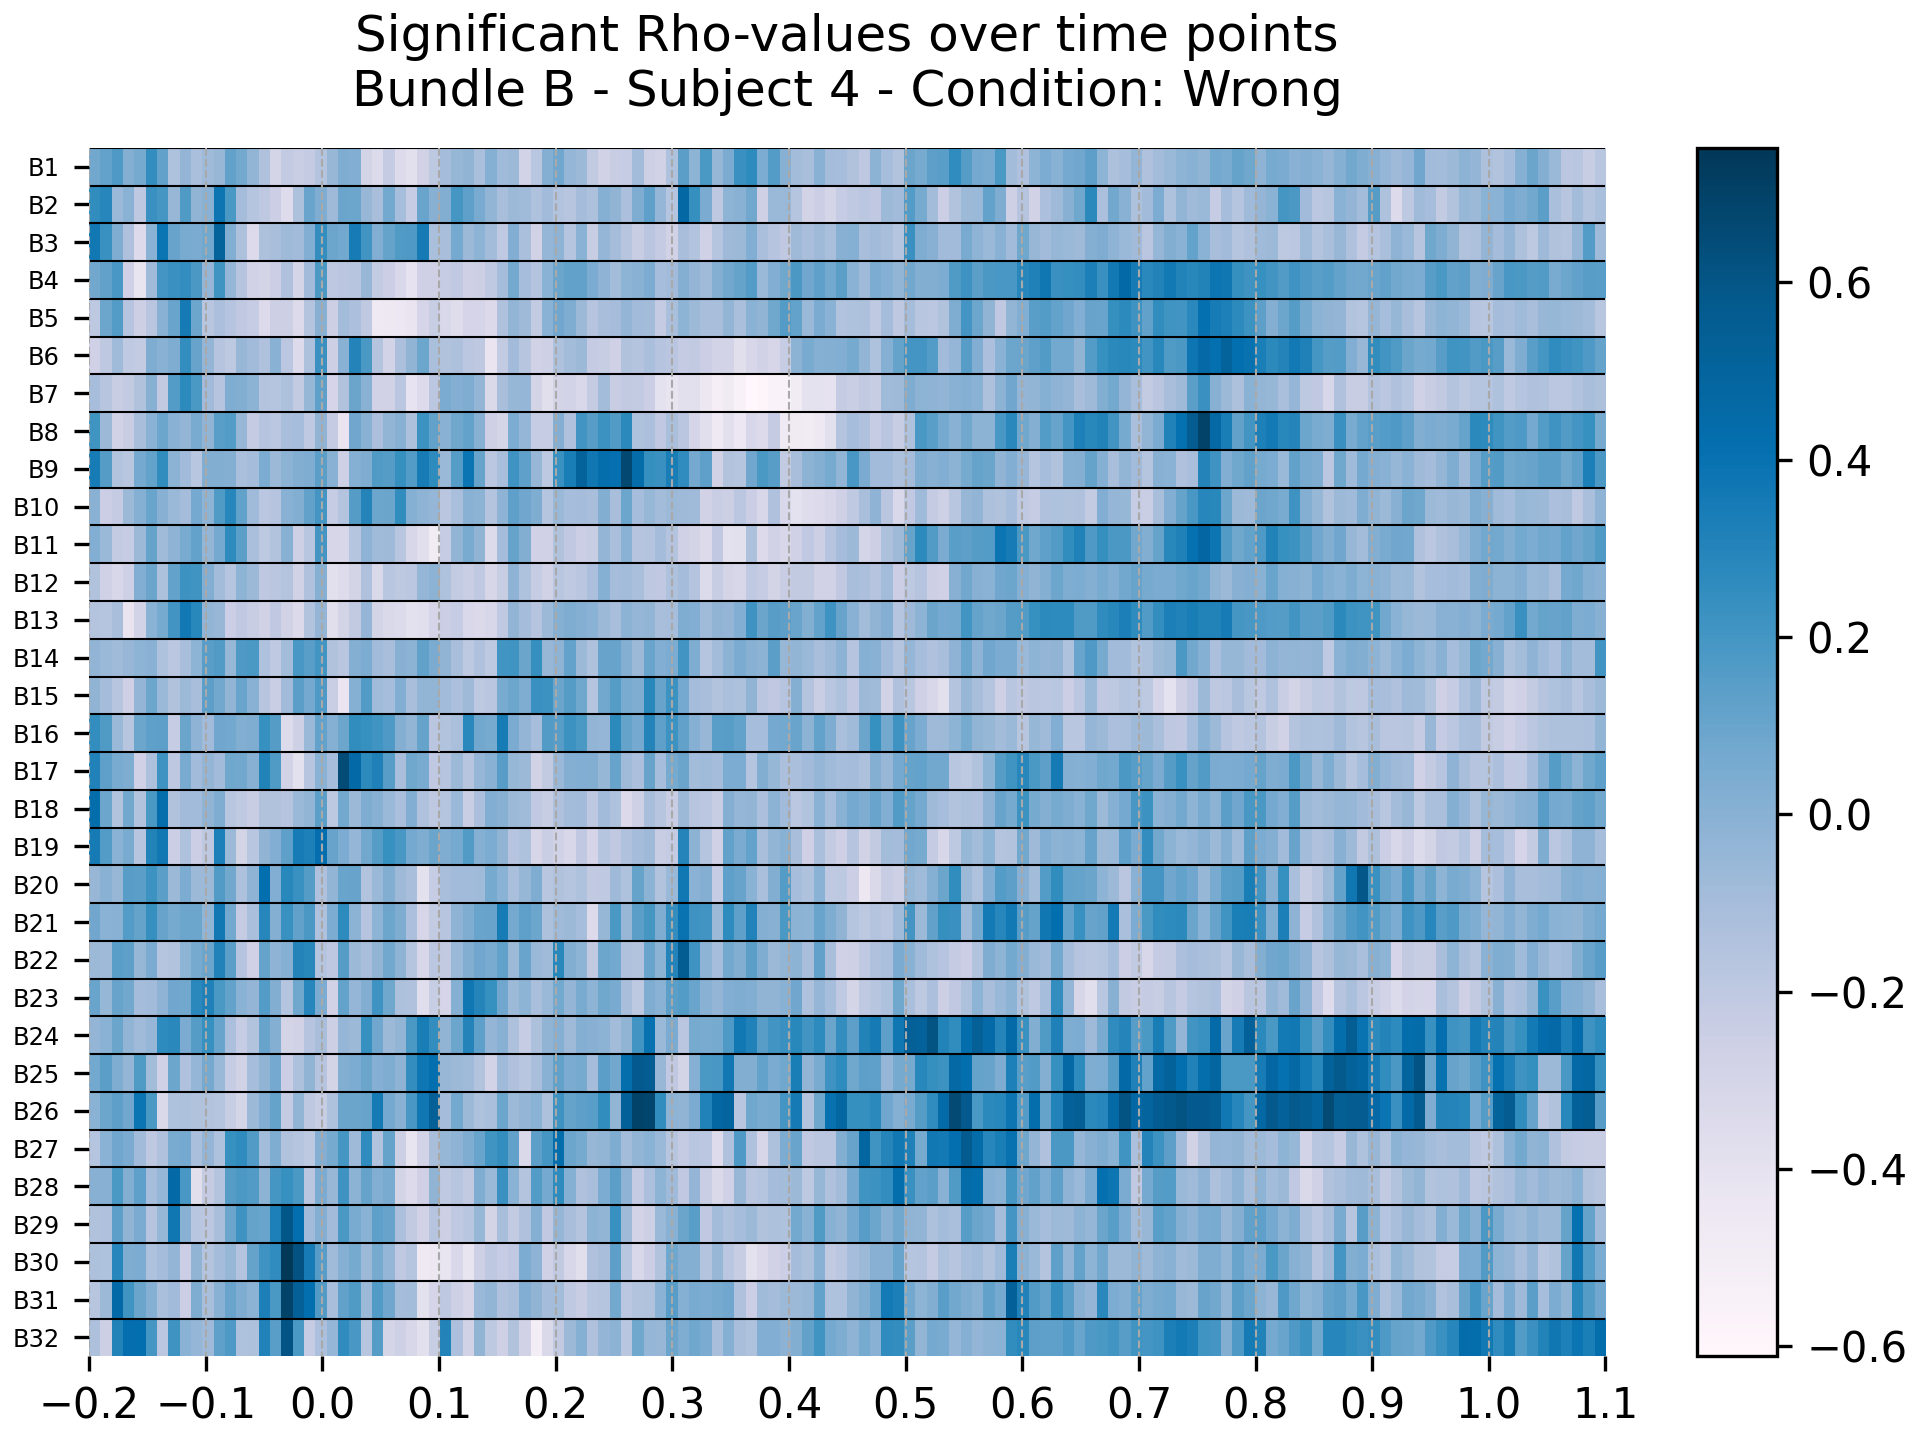 Significant Rho-values over time points
Bundle B - Subject 4 - Condition: Wrong
B1
B2
B3
B4
B5
B6
B7
B8
B9
B10
B11
B12
B13
B14
B15
B16
B17
B18
B19
B20
B21
B22
B23
B24
B25
B26
B27
B28
B29
B30
B31
B32
−0.2 −0.1 0.0 0.1 0.2 0.3 0.4 0.5 0.6 0.7 0.8 0.9 1.0 1.1
0.6
0.4
0.2
0.0
−0.2
−0.4
−0.6